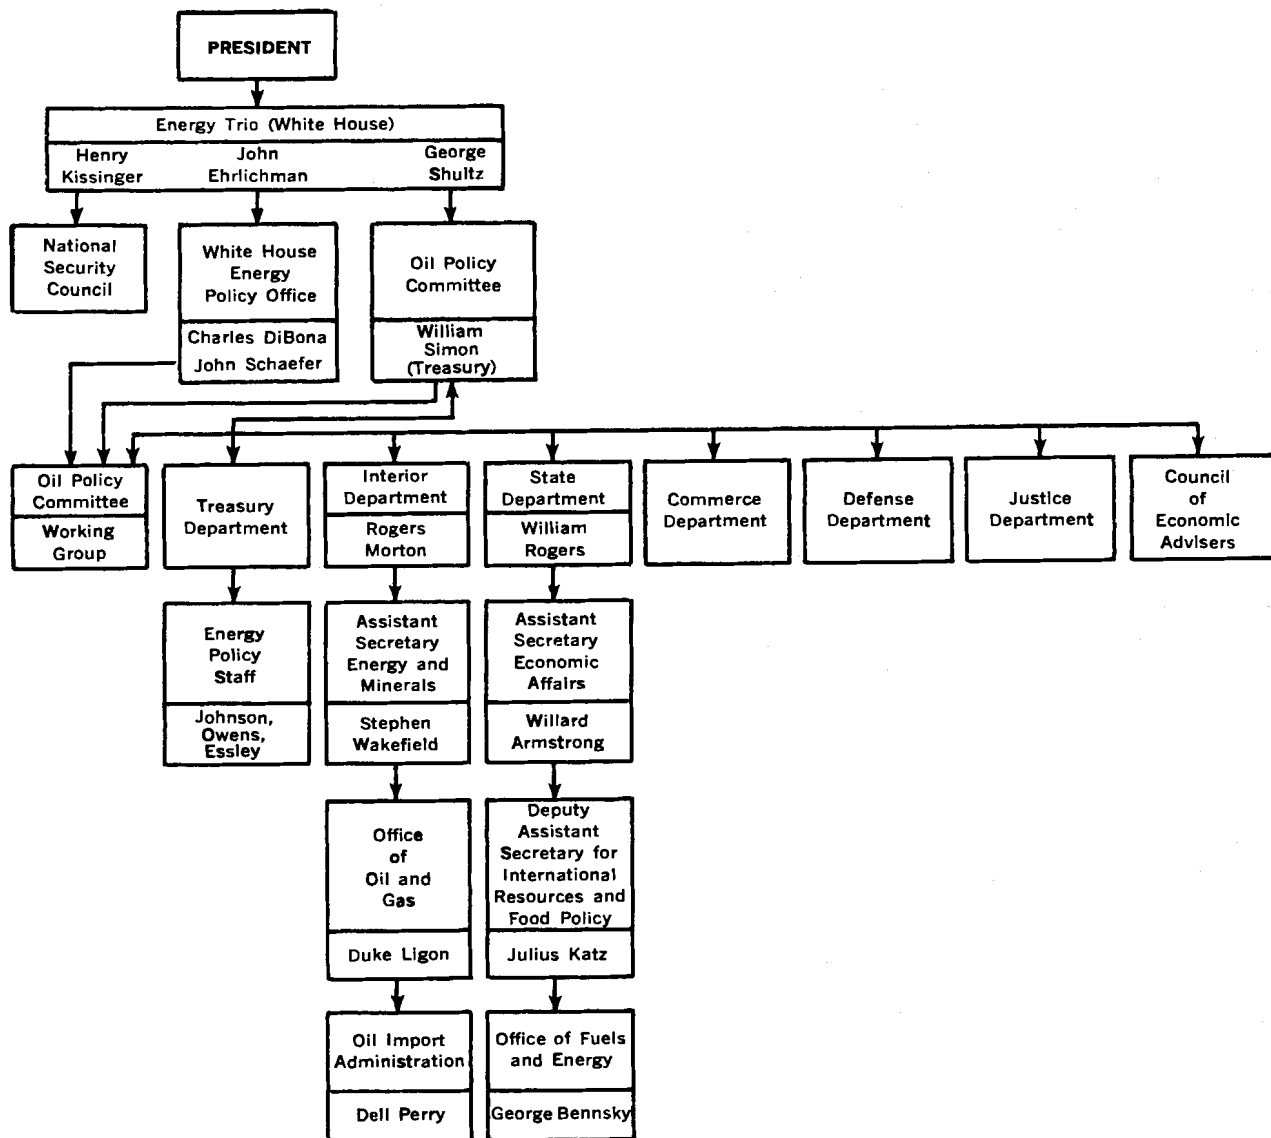 PRESIDENT
Energy Trio (White House)
Henry
Kissinger
John
Ehrlichman
George
Shultz
National
Security
Council
White House
Energy
Policy Office
Charles DiBona
John Schaefer
Oil Policy
Committee
William
Simon
(Treasury)
Oil Policy
Committee
Working
Group
Treasury
Department
Interior
Department
Rogers
Morton
State
Department
William
Rogers
Commerce
Department
Defense
Department
Justice
Department
Council
of
Economic
Advisers
Energy
Policy
Staff
Johnson,
Owens,
Essley
Assistant
Secretary
Energy and
Minerals
Stephen
Wakefield
Assistant
Secretary
Economic
Affairs
Willard
Armstrong
Office
of
Oil and
Gas
Duke Ligon
Deputy
Assistant
Secretary for
International
Resources and
Food Policy
Julius Katz
Oil Import
Administration
Dell Perry
Office of Fuels
and Energy
George Bennsky